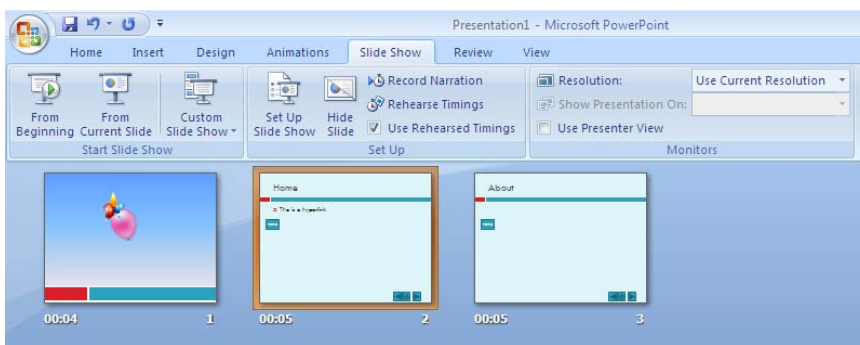 Presentation1 - Microsoft PowerPoint
Home Insert Design Animations Slide Show Review View
From Beginning
From Current Slide
Custom Slide Show
Start Slide Show
Set Up Slide Show
Hide Slide
Record Narration
Rehearse Timings
Use Rehearsed Timings
Set Up
Resolution: Use Current Resolution
Show Presentation On:
Use Presenter View
Monitors
Home
This is a hyperlink
About
00:04 1 00:05 2 00:05 3